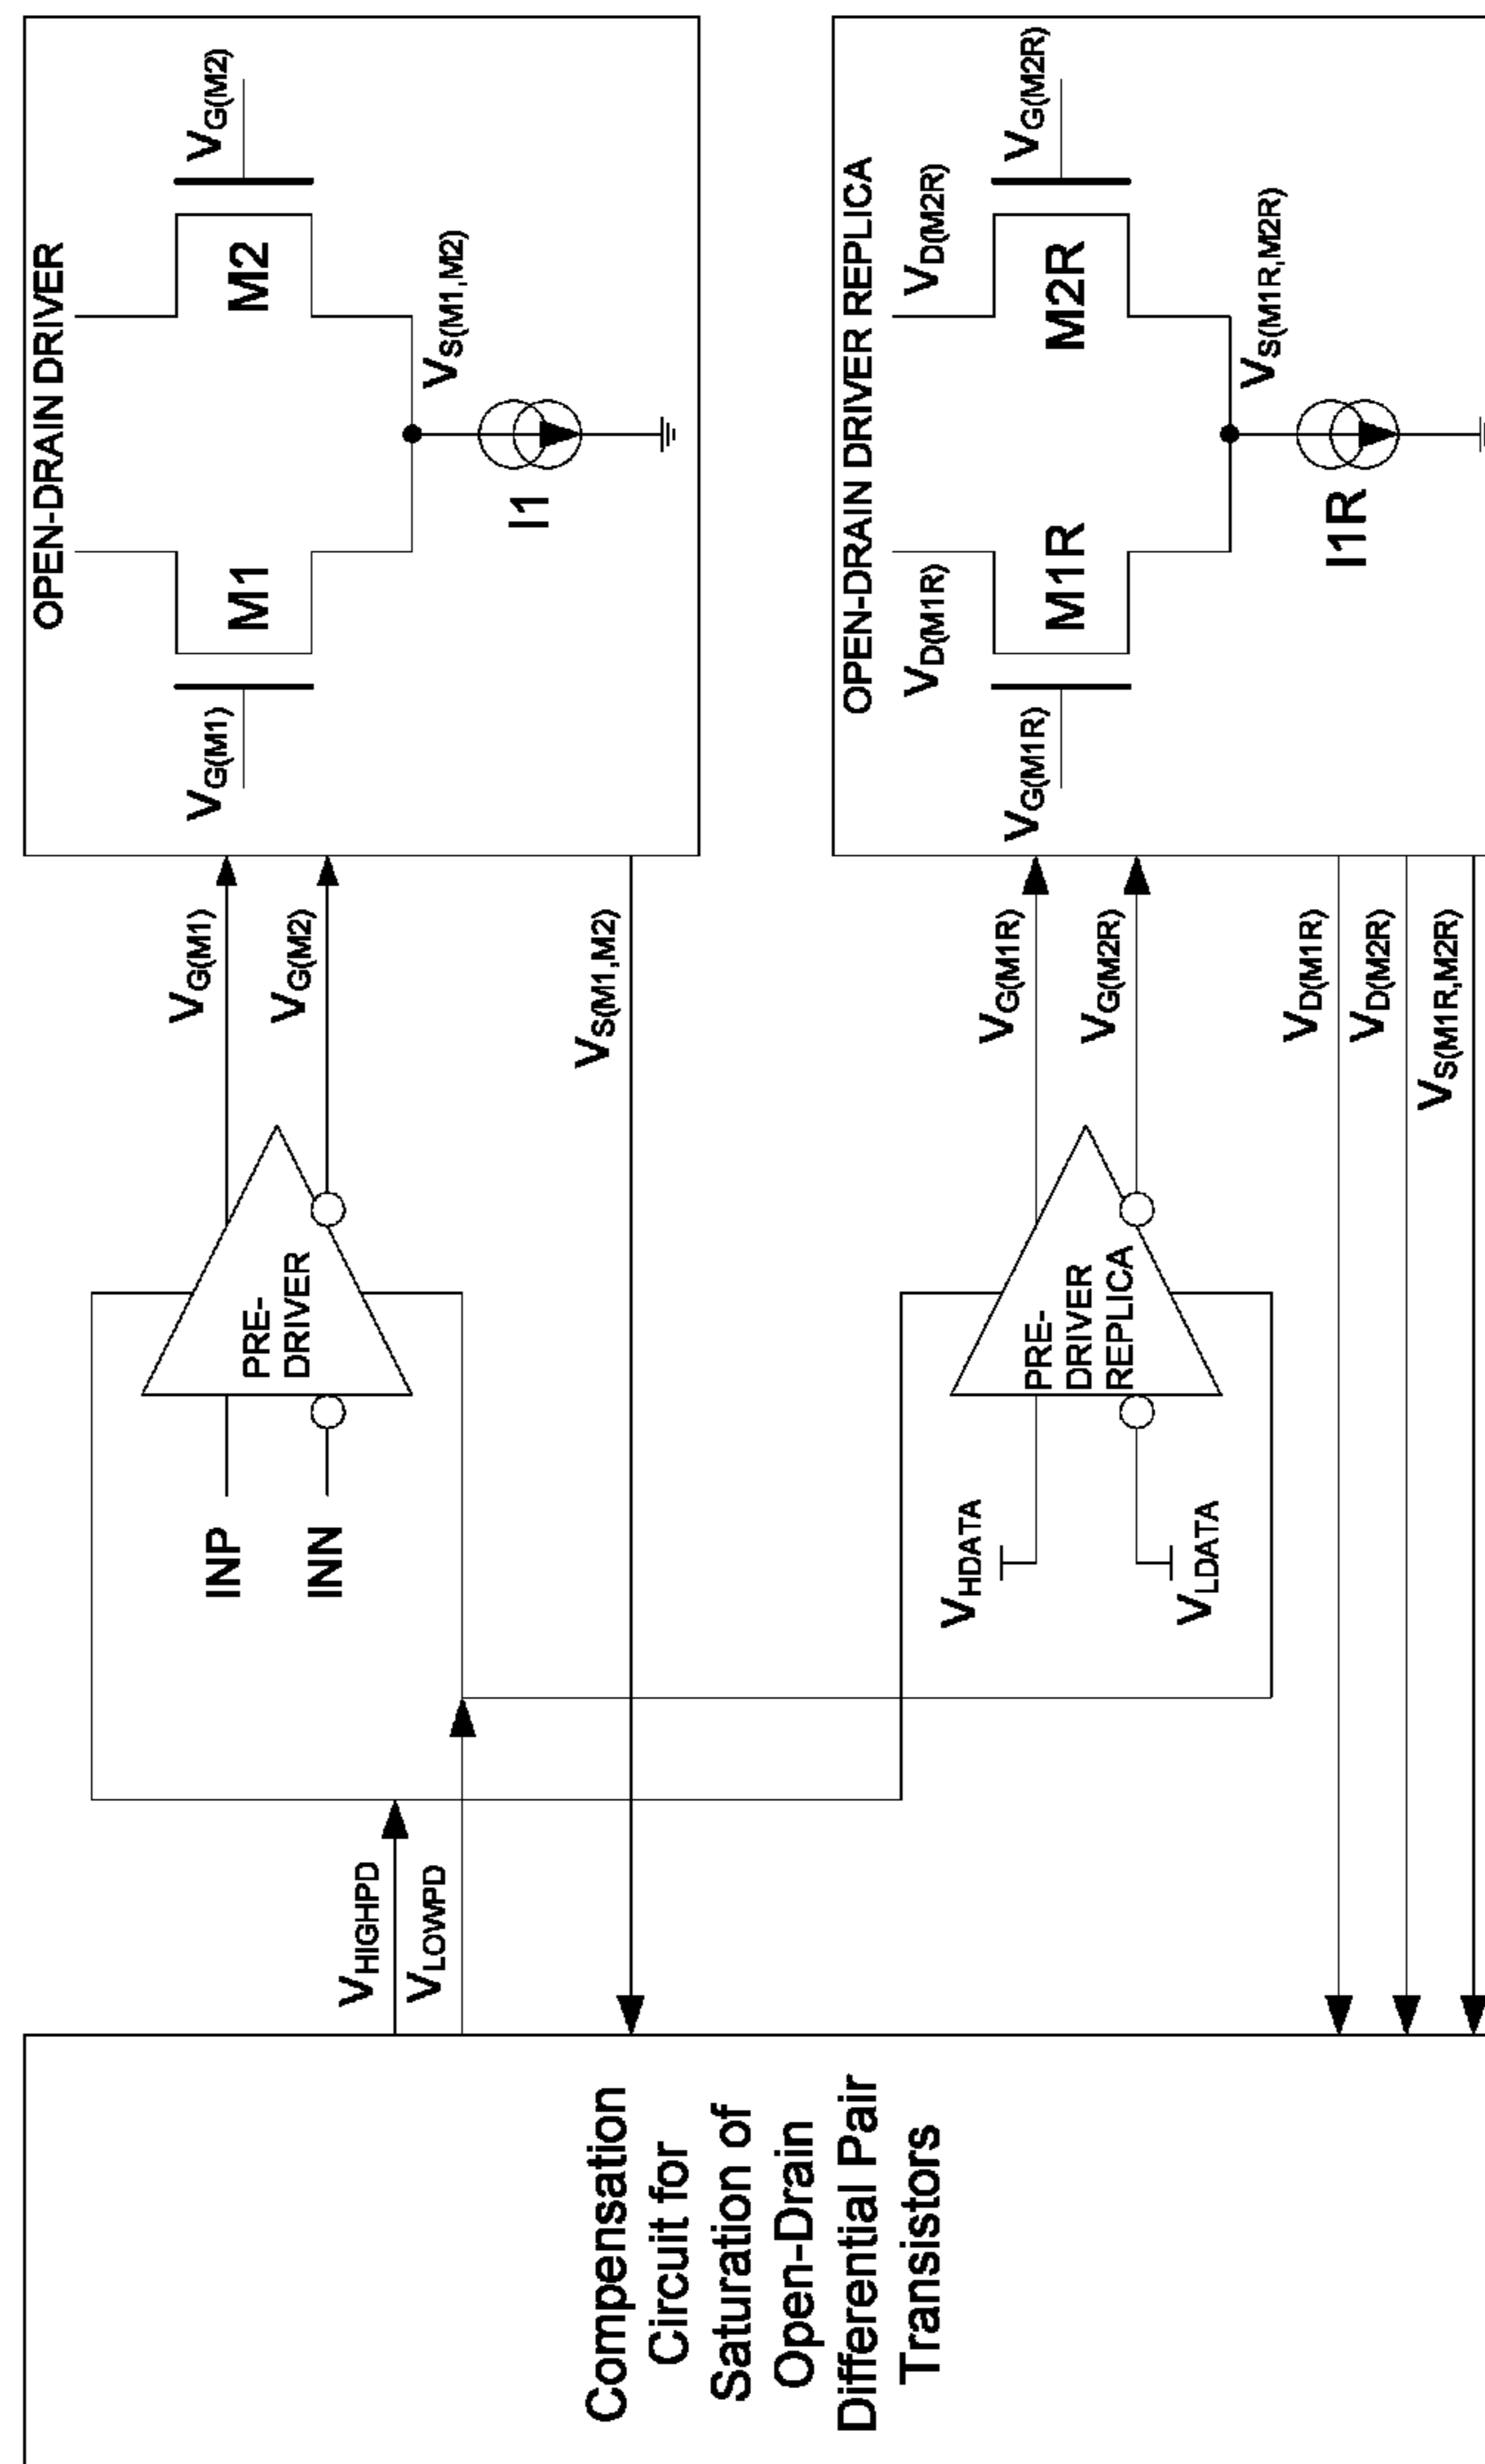 Compensation
Circuit for
Saturation of
Open-Drain
Differential Pair
Transistors
VHIGHPD
VLOWPD
INP
INN
PRE-
DRIVER
VG(M1)
VG(M2)
VS(M1,M2)
OPEN-DRAIN DRIVER
VG(M1)
M1
M2
VG(M2)
VS(M1,M2)
I1
VHDATA
VLDATA
PRE-
DRIVER
REPLICA
VG(M1R)
VG(M2R)
VD(M1R)
VD(M2R)
VS(M1R,M2R)
OPEN-DRAIN DRIVER REPLICA
VD(M1R)
VD(M2R)
VG(M1R)
M1R
M2R
VG(M2R)
VS(M1R,M2R)
I1R